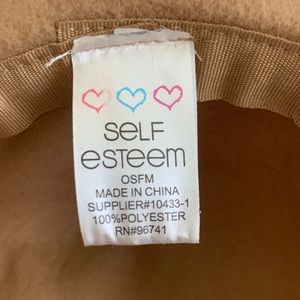 SELF
esteem
OSFM
MADE IN CHINA
SUPPLIER#10433-1
100%POLYESTER
RN#96741